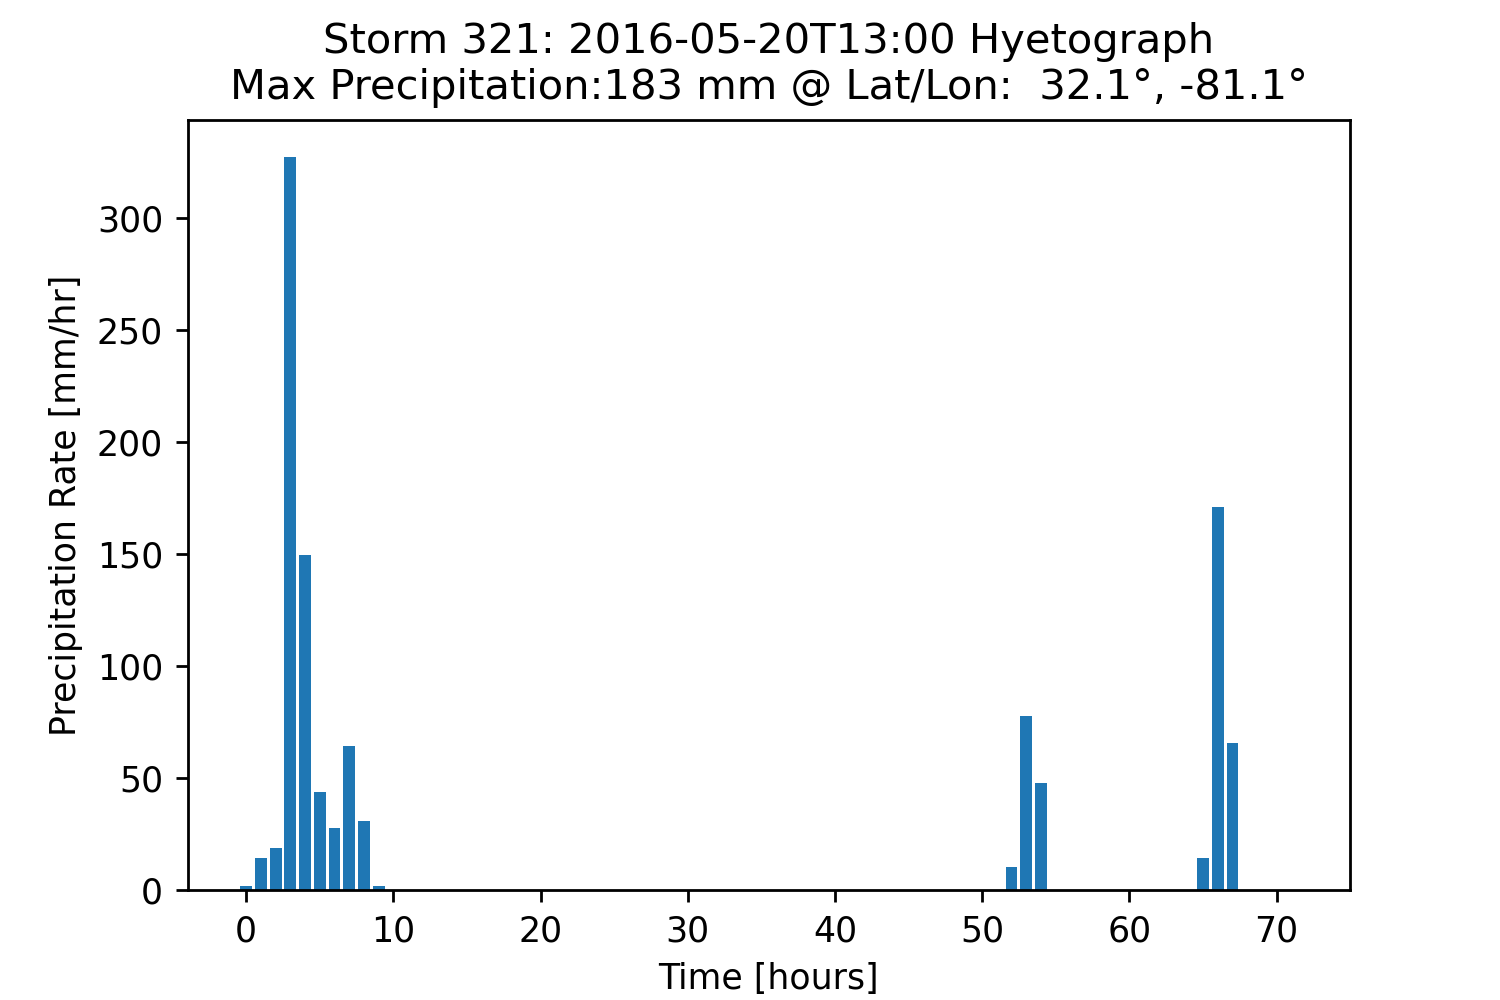 Storm 321: 2016-05-20T13:00 Hyetograph
Max Precipitation:183 mm @ Lat/Lon:  32.1°, -81.1°
Precipitation Rate [mm/hr]
300
250
200
150
100
50
0
0 10 20 30 40 50 60 70
Time [hours]